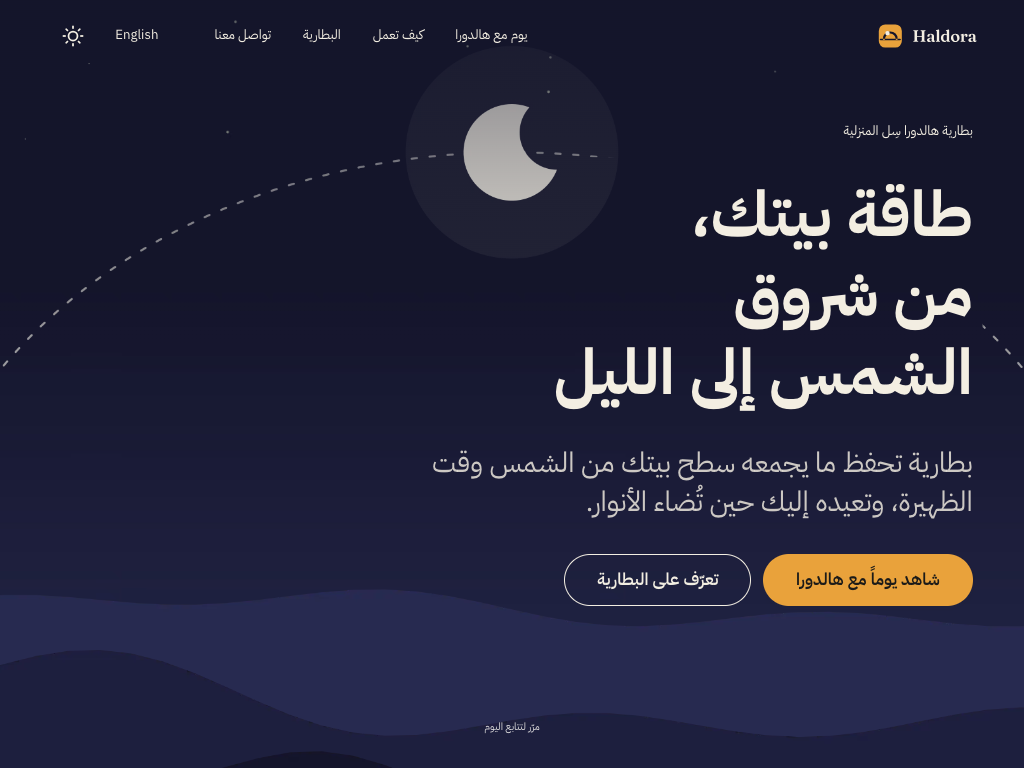 Haldora
يوم مع هالدورا
كيف تعمل
البطارية
تواصل معنا
English
بطارية هالدورا سِل المنزلية
طاقة بيتك،
من شروق
الشمس إلى الليل
بطارية تحفظ ما يجمعه سطح بيتك من الشمس وقت
الظهيرة، وتعيده إليك حين تُضاء الأنوار.
شاهد يوماً مع هالدورا
تعرّف على البطارية
مرّر لتتابع اليوم